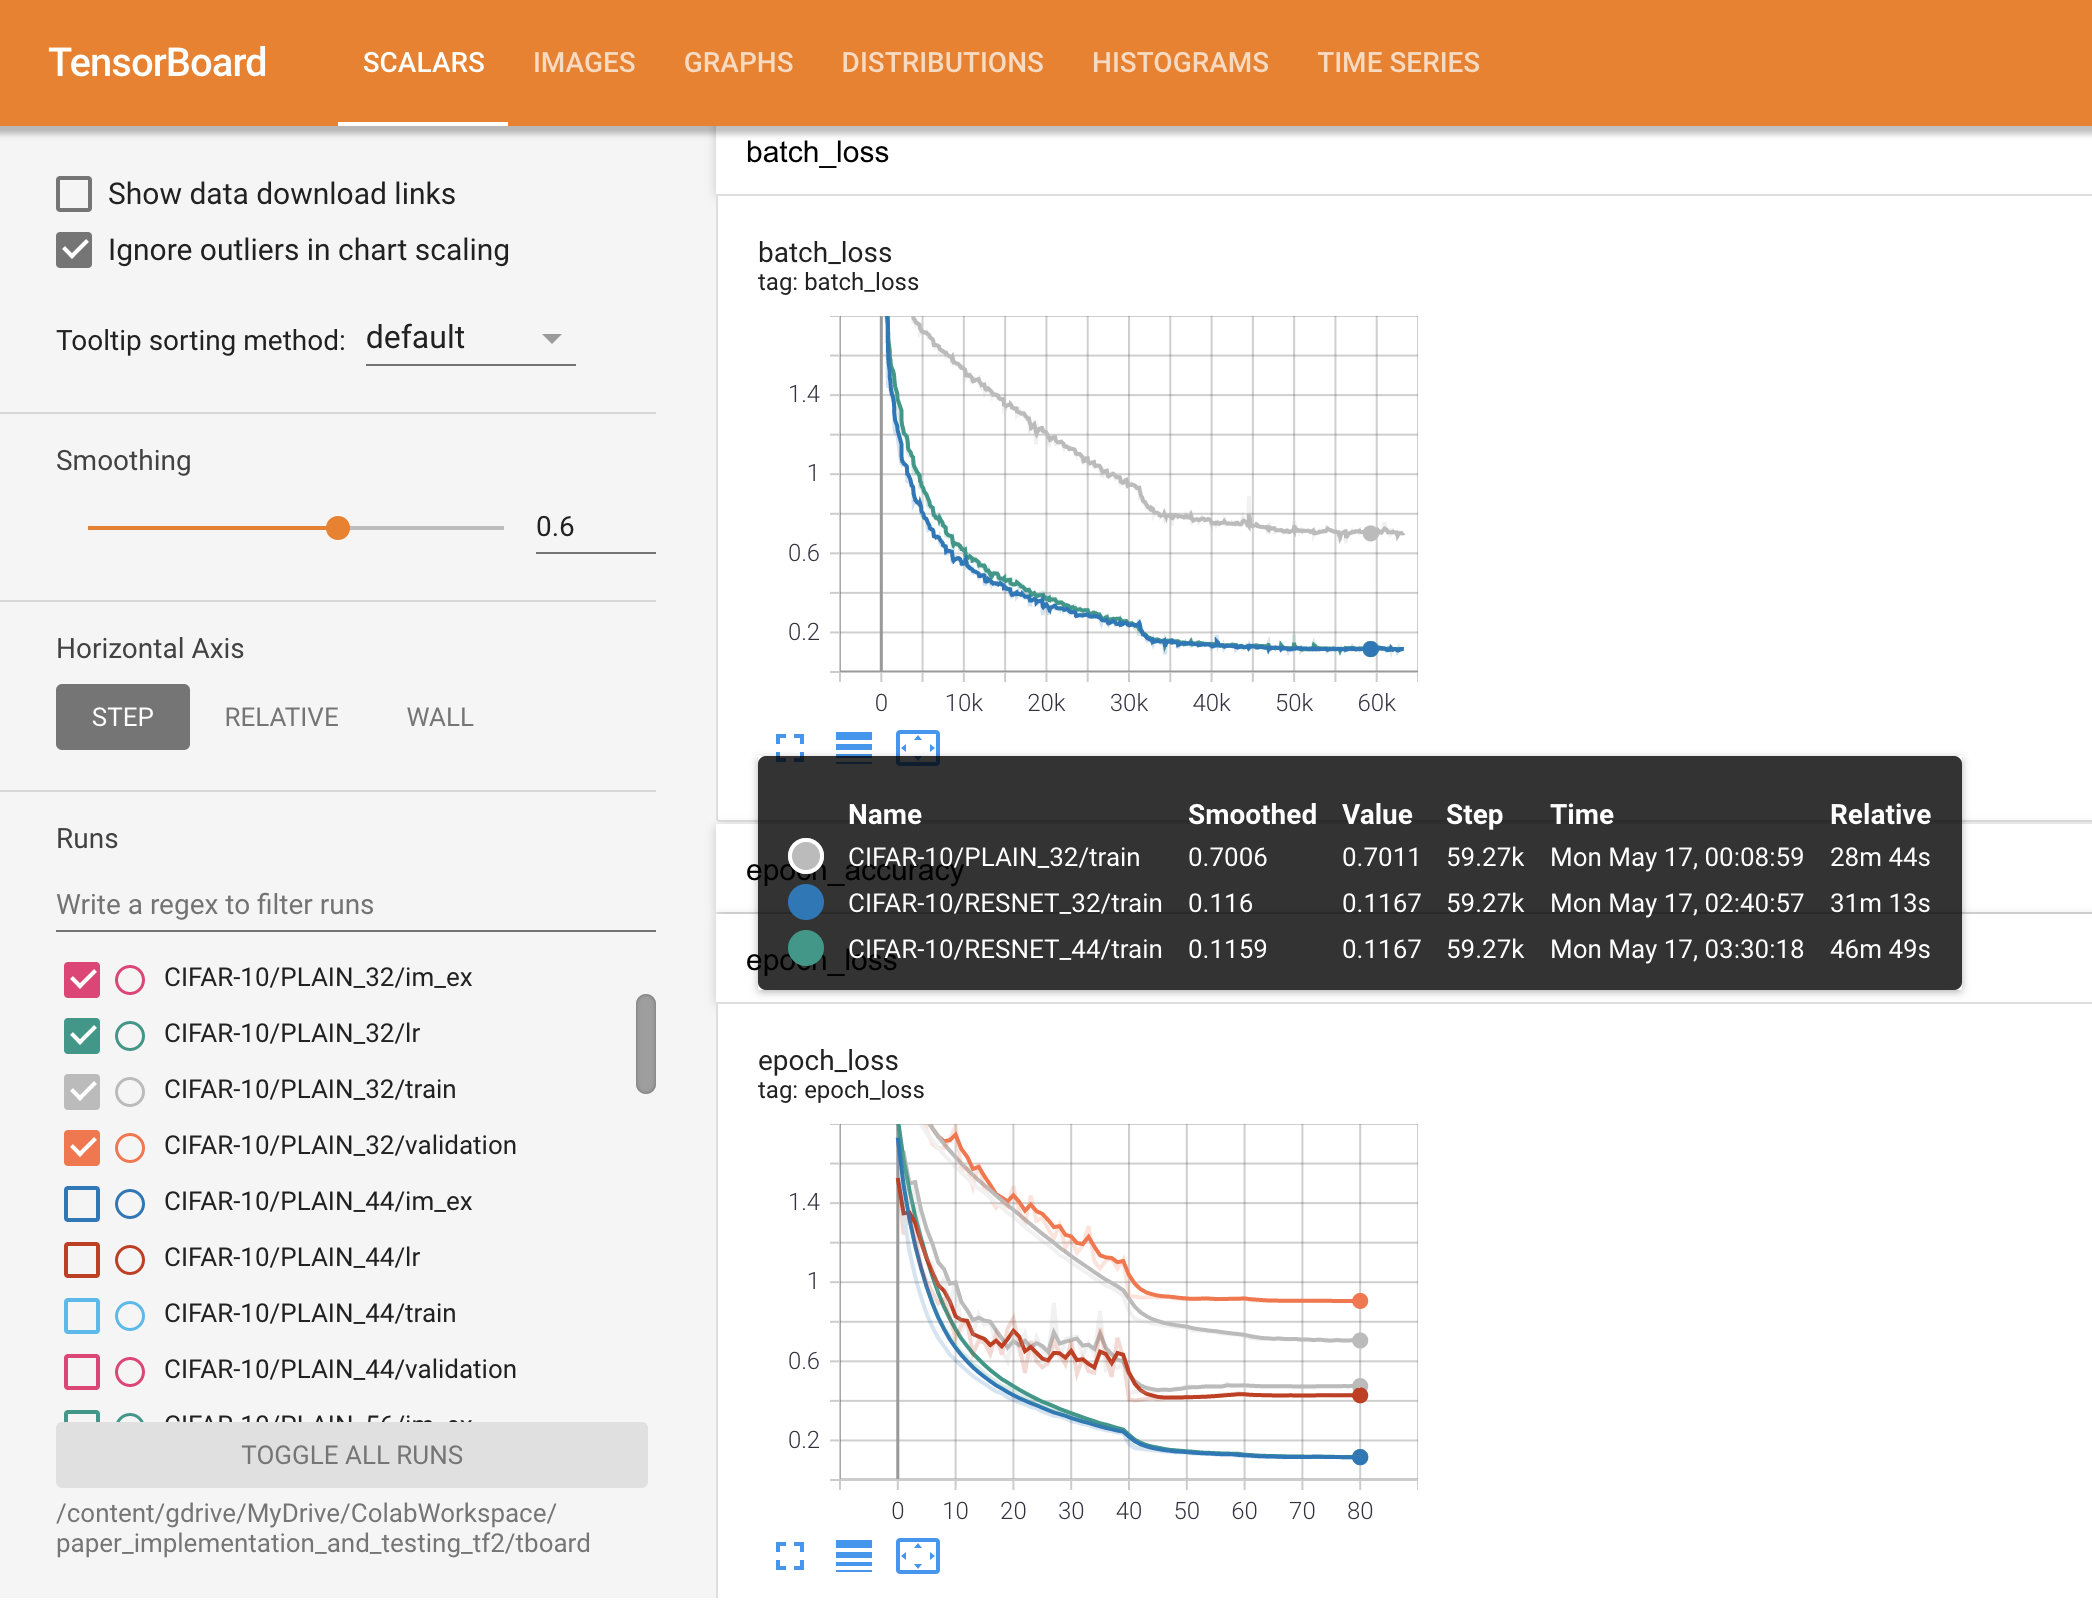 TensorBoard SCALARS IMAGES GRAPHS DISTRIBUTIONS HISTOGRAMS TIME SERIES
Show data download links
Ignore outliers in chart scaling
Tooltip sorting method: default
Smoothing
0.6
Horizontal Axis
STEP RELATIVE WALL
Runs
Write a regex to filter runs
CIFAR-10/PLAIN_32/im_ex
CIFAR-10/PLAIN_32/lr
CIFAR-10/PLAIN_32/train
CIFAR-10/PLAIN_32/validation
CIFAR-10/PLAIN_44/im_ex
CIFAR-10/PLAIN_44/lr
CIFAR-10/PLAIN_44/train
CIFAR-10/PLAIN_44/validation
CIFAR-10/PLAIN_56/im_ex
TOGGLE ALL RUNS
/content/gdrive/MyDrive/ColabWorkspace/
paper_implementation_and_testing_tf2/tboard
batch_loss
batch_loss
tag: batch_loss
1.4
1
0.6
0.2
0 10k 20k 30k 40k 50k 60k
Name Smoothed Value Step Time Relative
CIFAR-10/PLAIN_32/train 0.7006 0.7011 59.27k Mon May 17, 00:08:59 28m 44s
CIFAR-10/RESNET_32/train 0.116 0.1167 59.27k Mon May 17, 02:40:57 31m 13s
CIFAR-10/RESNET_44/train 0.1159 0.1167 59.27k Mon May 17, 03:30:18 46m 49s
epoch_accuracy
epoch_loss
epoch_loss
tag: epoch_loss
1.4
1
0.6
0.2
0 10 20 30 40 50 60 70 80